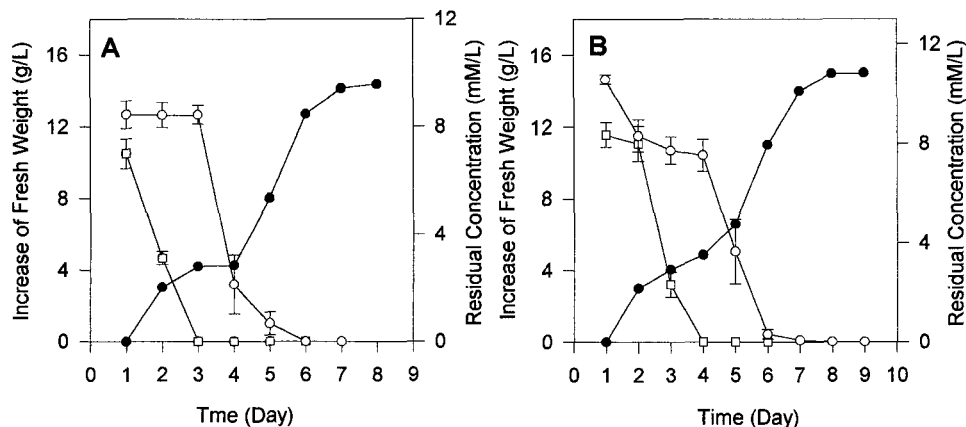 A
Increase of Fresh Weight (g/L)
16
12
8
4
0
Residual Concentration (mM/L)
12
8
4
0
0 1 2 3 4 5 6 7 8 9
Tme (Day)
B
Increase of Fresh Weight (g/L)
16
12
8
4
0
Residual Concentration (mM/L)
12
8
4
0
0 1 2 3 4 5 6 7 8 9 10
Time (Day)